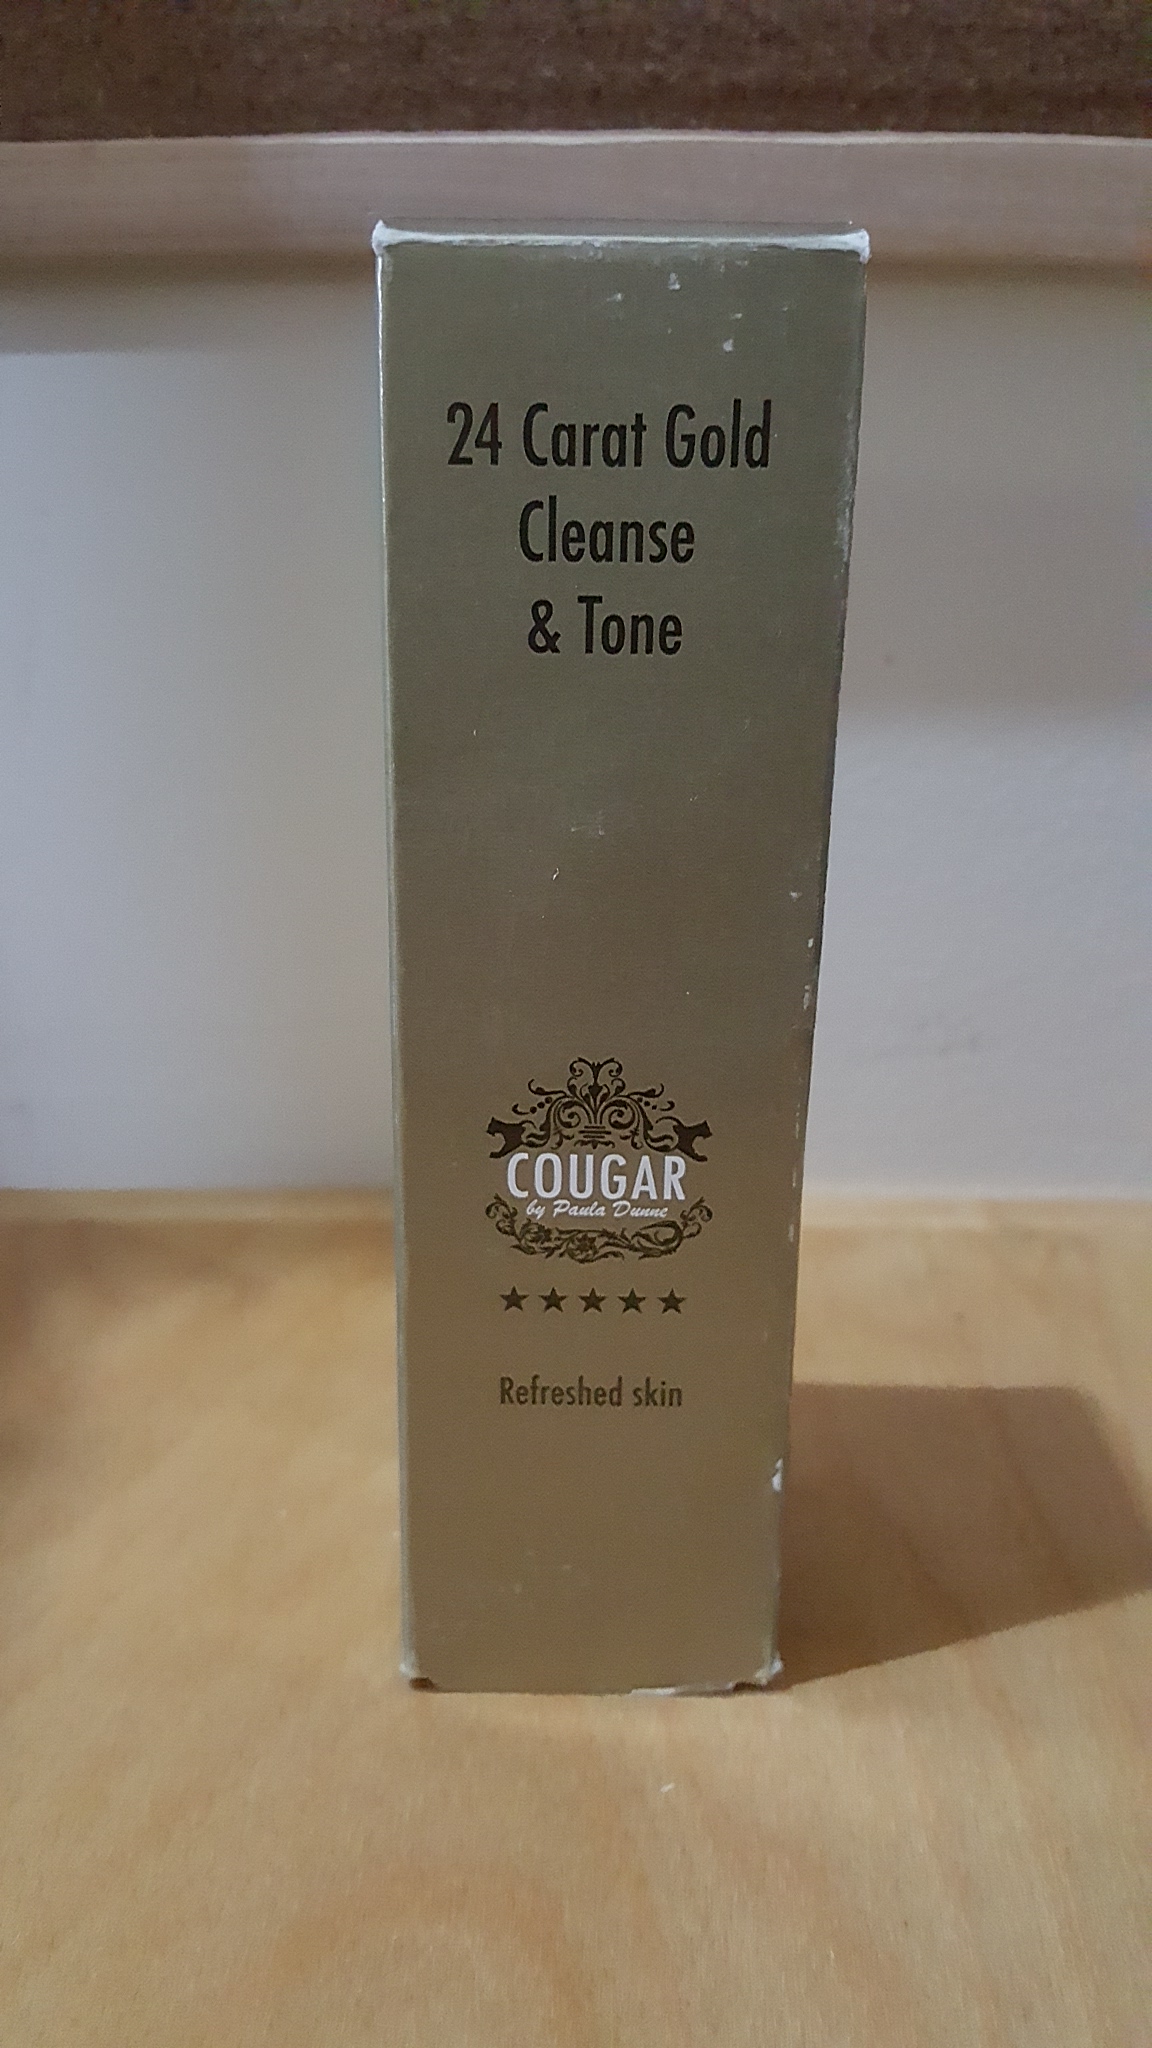 24 Carat Gold
Cleanse
& Tone
COUGAR
by Paula Dunne
Refreshed skin